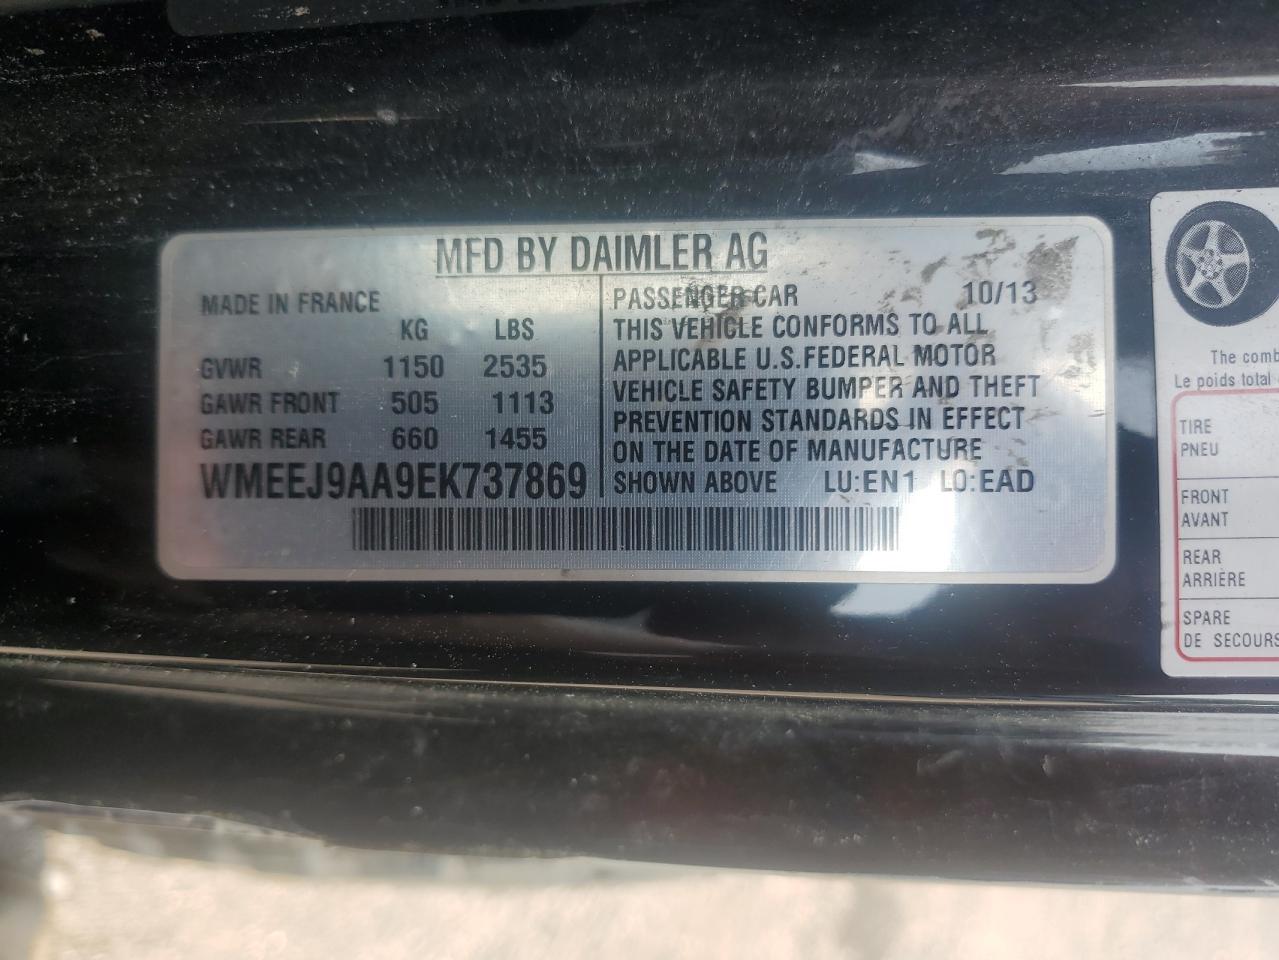 MFD BY DAIMLER AG
MADE IN FRANCE
KG LBS
GVWR 1150 2535
GAWR FRONT 505 1113
GAWR REAR 660 1455
WMEEJ9AA9EK737869
PASSENGER CAR 10/13
THIS VEHICLE CONFORMS TO ALL
APPLICABLE U.S.FEDERAL MOTOR
VEHICLE SAFETY BUMPER AND THEFT
PREVENTION STANDARDS IN EFFECT
ON THE DATE OF MANUFACTURE
SHOWN ABOVE LU:EN1 LO:EAD
The comb
Le poids total
TIRE
PNEU
FRONT
AVANT
REAR
ARRIÈRE
SPARE
DE SECOURS